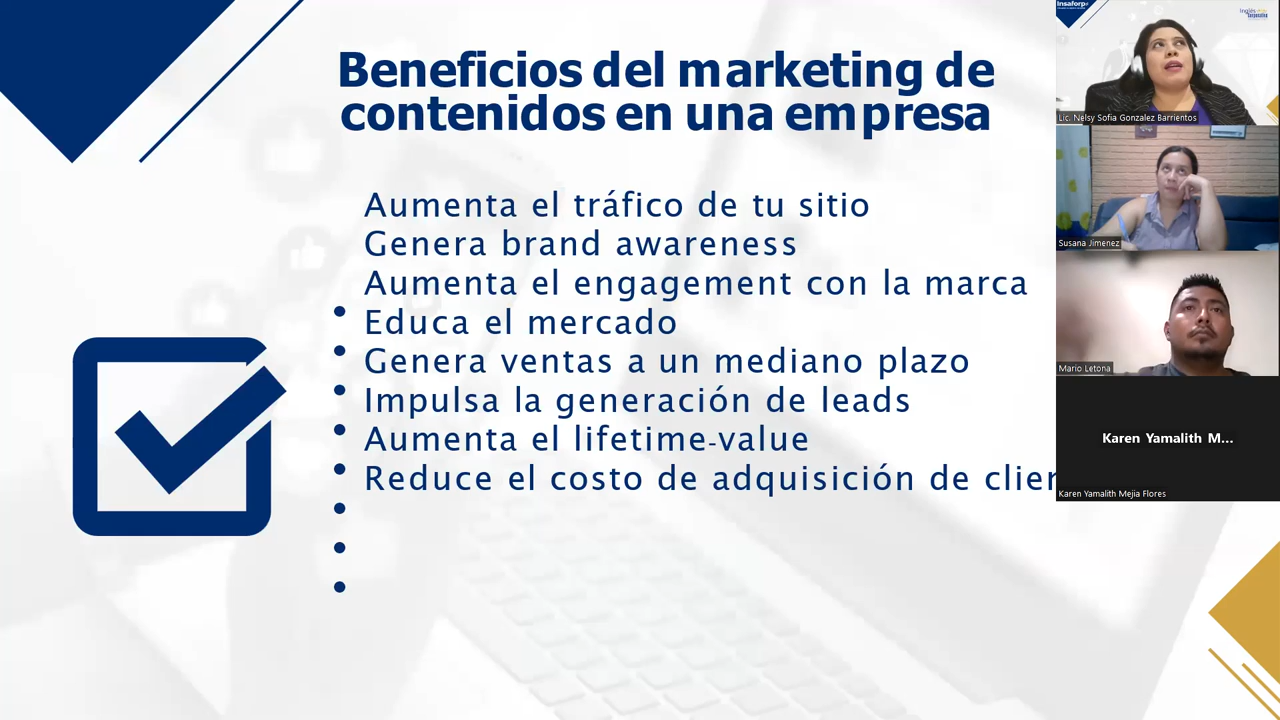 Beneficios del marketing de
contenidos en una empresa
Aumenta el tráfico de tu sitio
Genera brand awareness
Aumenta el engagement con la marca
• Educa el mercado
• Genera ventas a un mediano plazo
• Impulsa la generación de leads
• Aumenta el lifetime-value
• Reduce el costo de adquisición de clien
•
•
•
Insaforp
Inglés
corporativo
Lic. Nelsy Sofia Gonzalez Barrientos
Susana Jimenez
Mario Letona
Karen Yamalith M...
Karen Yamalith Mejia Flores